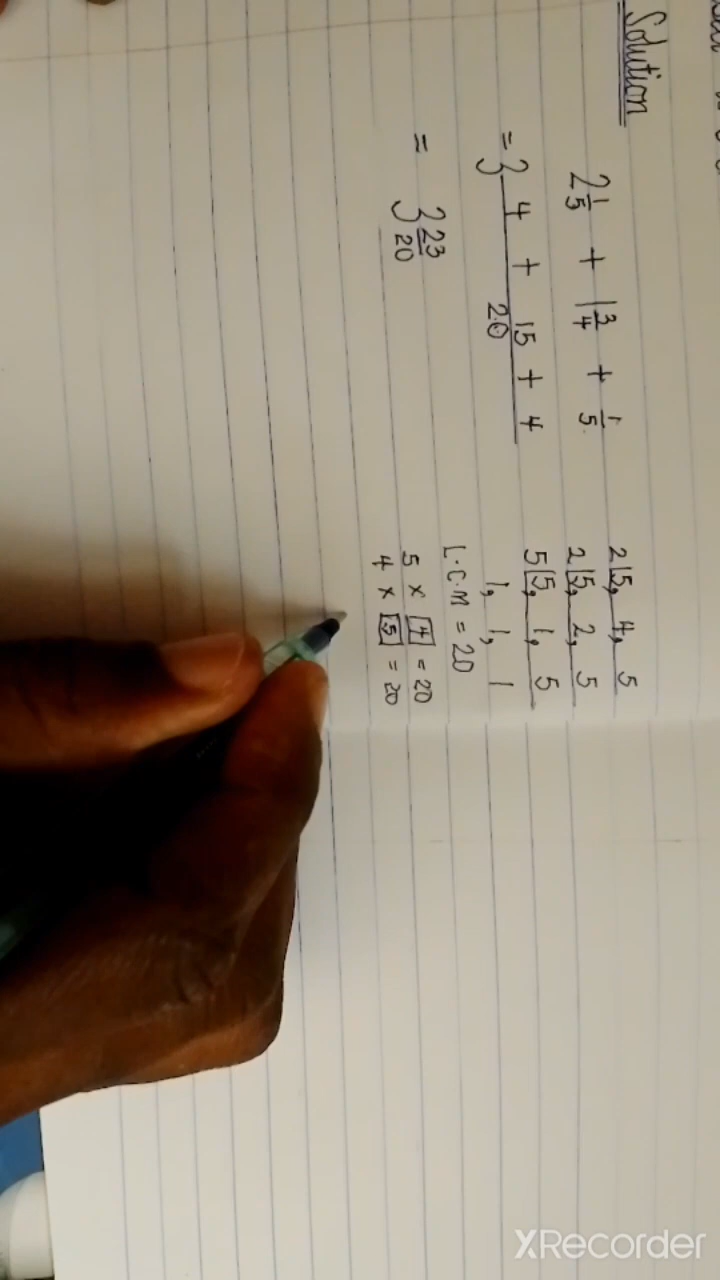 Solution
2 1/5 + 1 3/4 + 1/5
= 3 4 + 15 + 4
20
= 3 23/20
2 | 5, 4, 5
2 | 5, 2, 5
5 | 5, 1, 5
1, 1, 1
L.C.M = 20
5 × 4 = 20
4 × 5 = 20
XRecorder